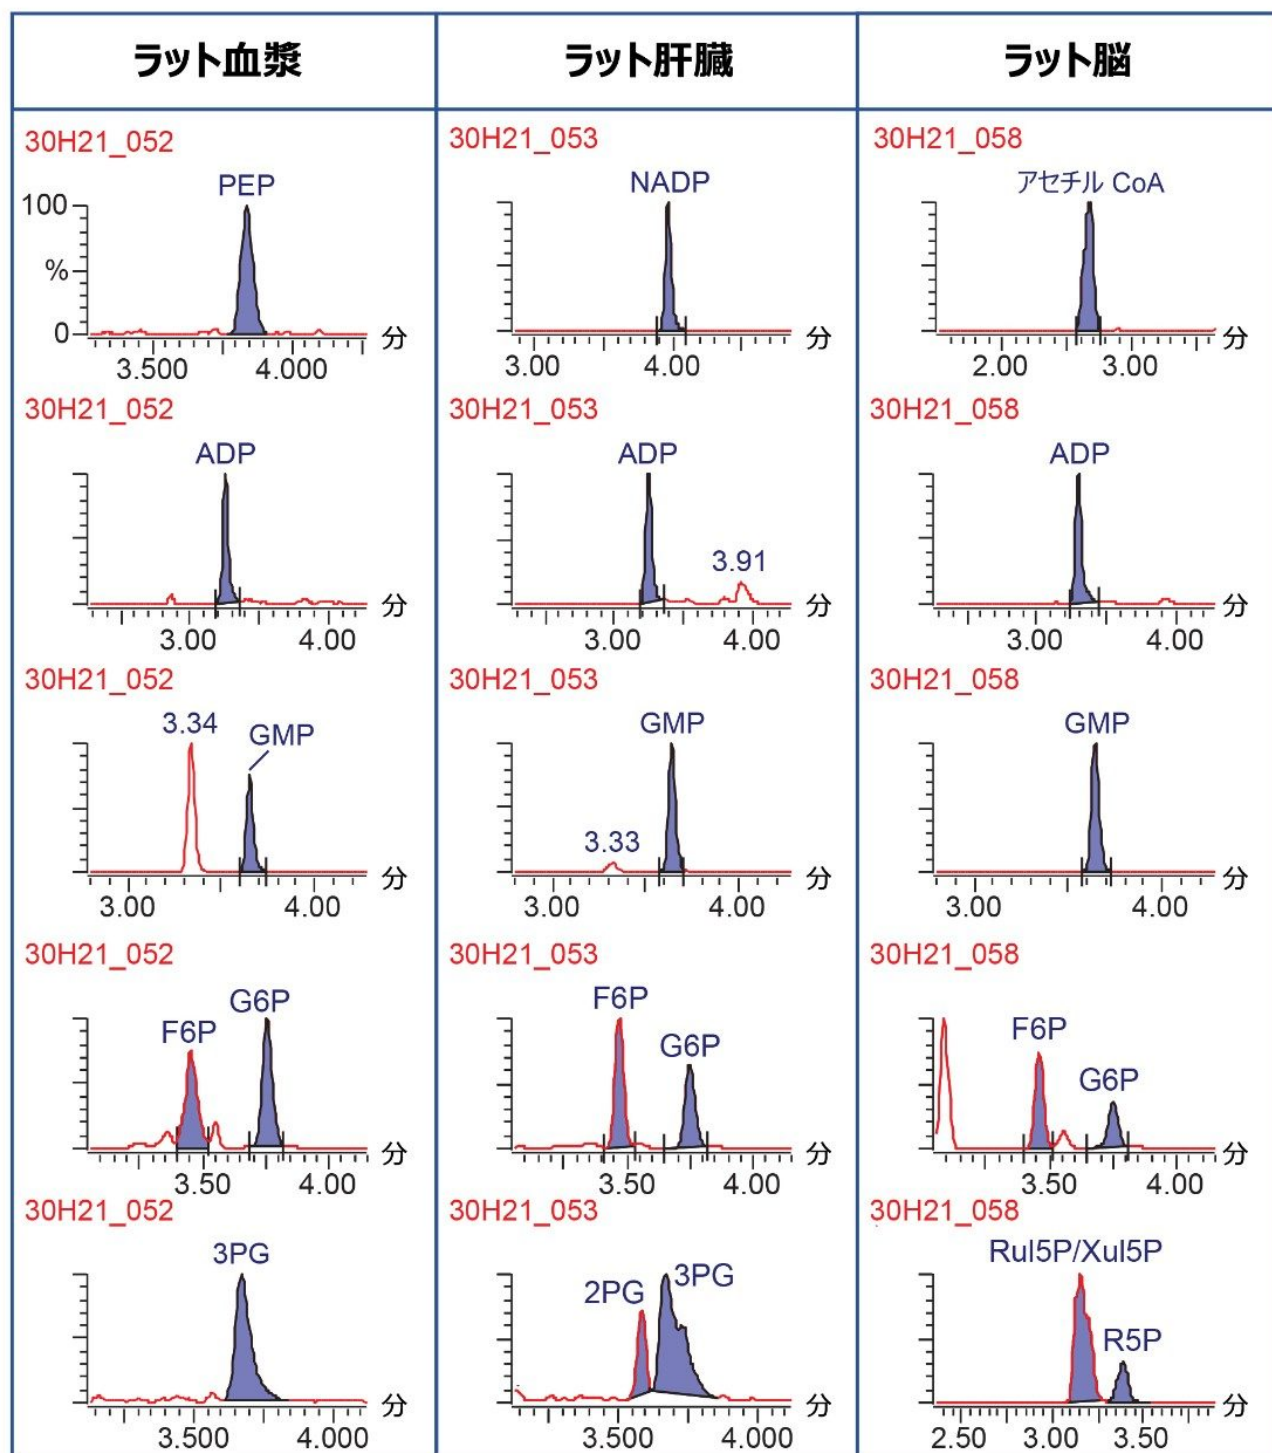 ラット血漿 ラット肝臓 ラット脳
30H21_052 30H21_053 30H21_058
PEP NADP アセチル CoA
100
%
0 分 分 分
3.500 4.000 3.00 4.00 2.00 3.00
30H21_052 30H21_053 30H21_058
ADP ADP ADP
3.91
分 分 分
3.00 4.00 3.00 4.00 3.00 4.00
30H21_052 30H21_053 30H21_058
3.34 GMP GMP GMP
3.33
分 分 分
3.00 4.00 3.00 4.00 3.00 4.00
30H21_052 30H21_053 30H21_058
F6P G6P F6P G6P F6P G6P
分 分 分
3.50 4.00 3.50 4.00 3.50 4.00
30H21_052 30H21_053 30H21_058
3PG 2PG 3PG Rul5P/Xul5P
R5P
分 分 分
3.500 4.000 3.500 4.000 2.50 3.00 3.50